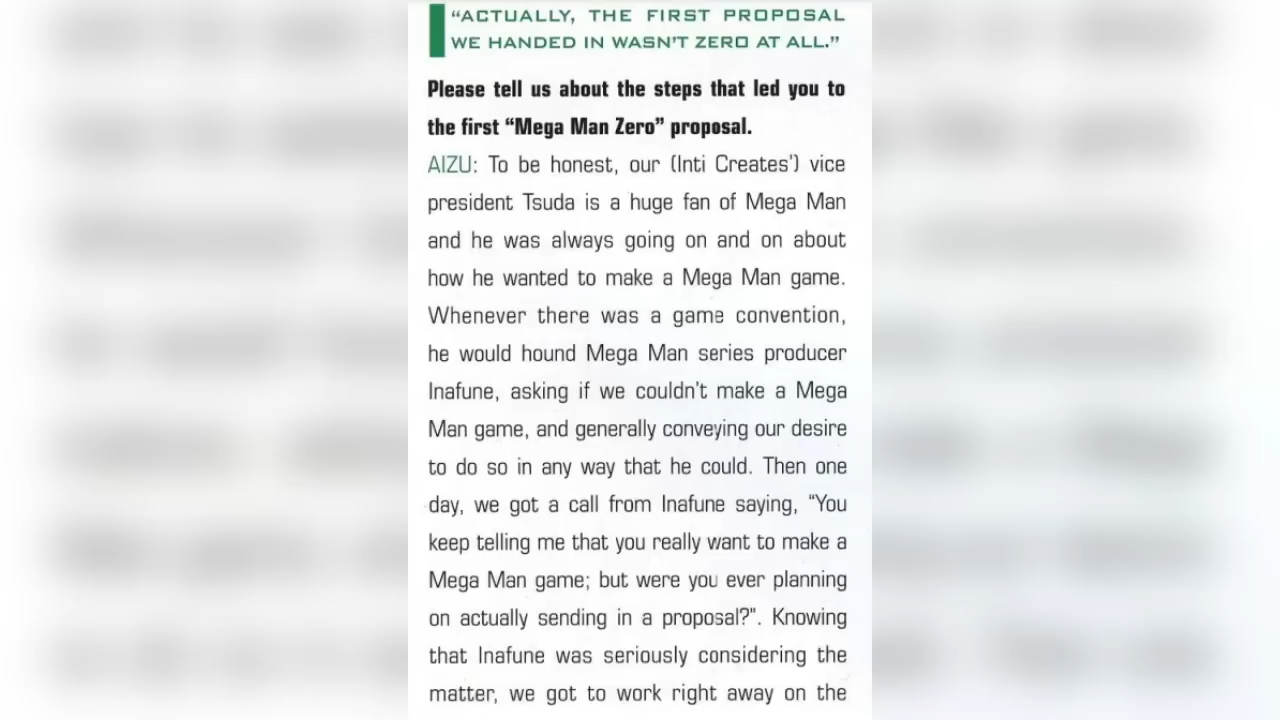 “ACTUALLY, THE FIRST PROPOSAL
WE HANDED IN WASN’T ZERO AT ALL.”
Please tell us about the steps that led you to
the first “Mega Man Zero” proposal.
AIZU: To be honest, our (Inti Creates’) vice
president Tsuda is a huge fan of Mega Man
and he was always going on and on about
how he wanted to make a Mega Man game.
Whenever there was a game convention,
he would hound Mega Man series producer
Inafune, asking if we couldn’t make a Mega
Man game, and generally conveying our desire
to do so in any way that he could. Then one
day, we got a call from Inafune saying, “You
keep telling me that you really want to make a
Mega Man game; but were you ever planning
on actually sending in a proposal?”. Knowing
that Inafune was seriously considering the
matter, we got to work right away on the